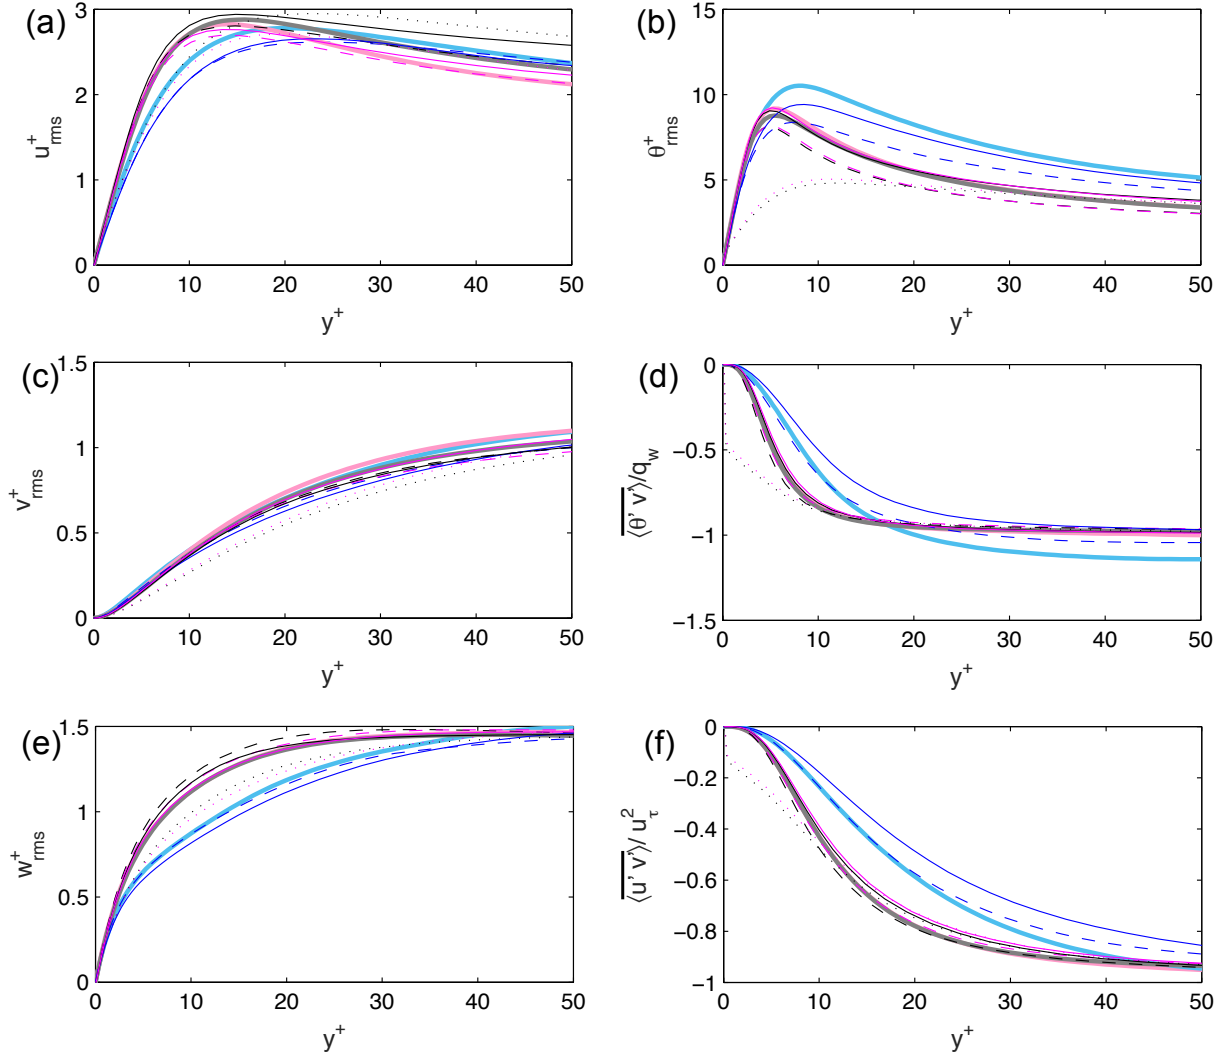 (a)
3
2
1
0
u⁺rms
0 10 20 30 40 50
y⁺
(b)
15
10
5
0
θ⁺rms
0 10 20 30 40 50
y⁺
(c)
1.5
1
0.5
0
v⁺rms
0 10 20 30 40 50
y⁺
(d)
0
−0.5
−1
−1.5
⟨θ' v'⟩/q_w
0 10 20 30 40 50
y⁺
(e)
1.5
1
0.5
0
w⁺rms
0 10 20 30 40 50
y⁺
(f)
0
−0.2
−0.4
−0.6
−0.8
−1
⟨u' v'⟩/ u_τ²
0 10 20 30 40 50
y⁺